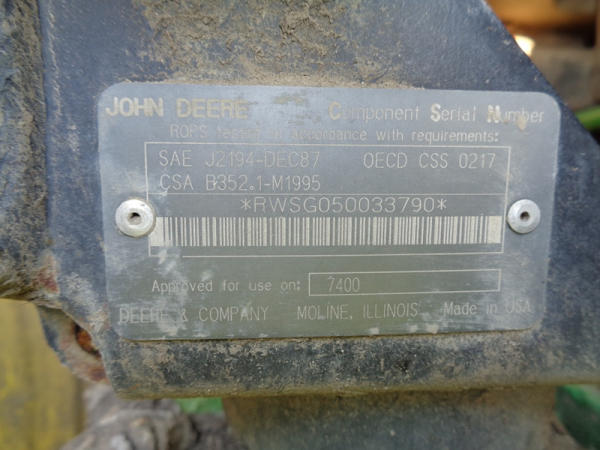 JOHN DEERE Component Serial Number
ROPS tested in accordance with requirements:
SAE J2194-DEC87 OECD CSS 0217
CSA B352.1-M1995
*RWSG050033790*
Approved for use on: 7400
DEERE & COMPANY MOLINE, ILLINOIS Made in USA